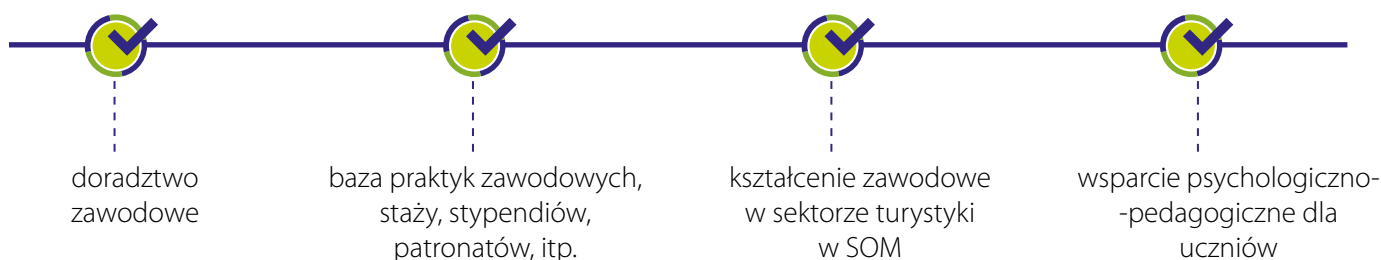 doradztwo
zawodowe
baza praktyk zawodowych,
staży, stypendiów,
patronatów, itp.
kształcenie zawodowe
w sektorze turystyki
w SOM
wsparcie psychologiczno-
-pedagogiczne dla
uczniów